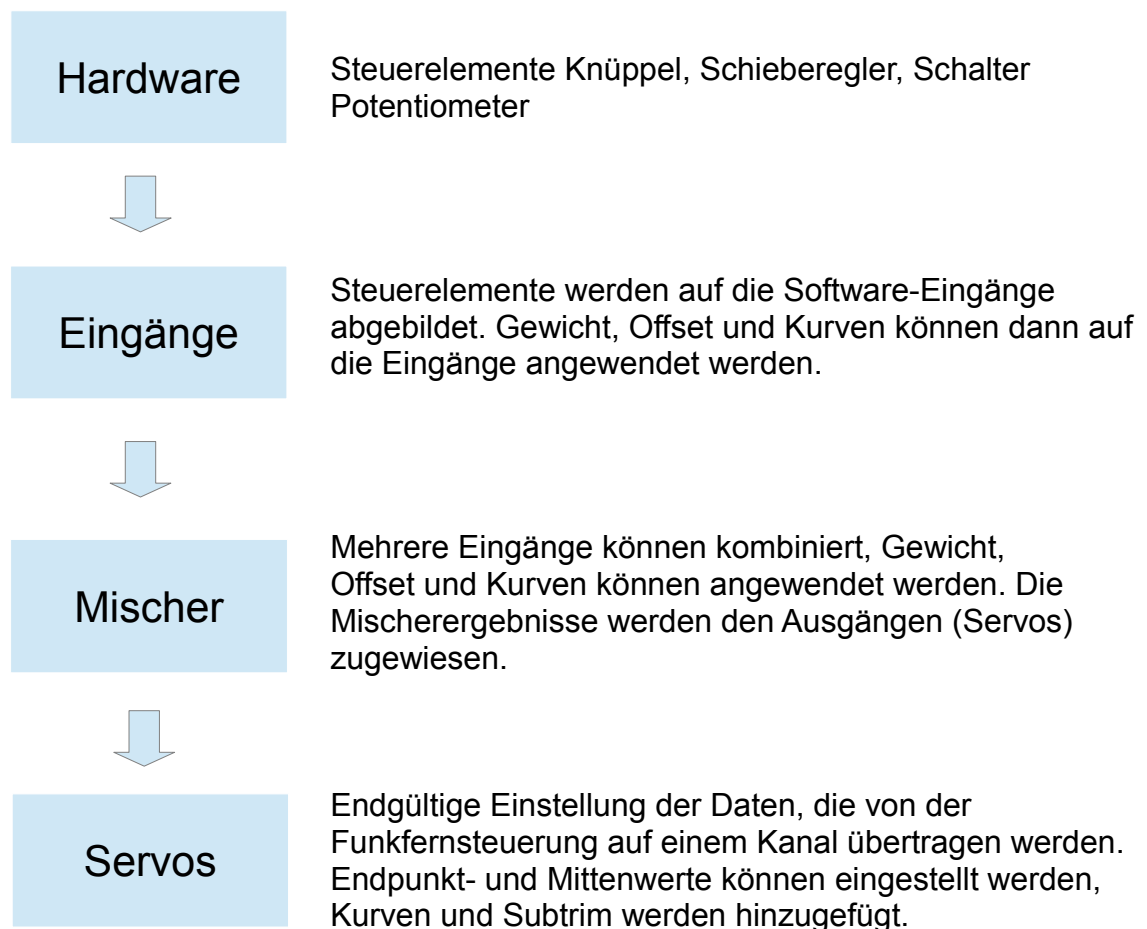 Hardware
Steuerelemente Knüppel, Schieberegler, Schalter
Potentiometer
Eingänge
Steuerelemente werden auf die Software-Eingänge
abgebildet. Gewicht, Offset und Kurven können dann auf
die Eingänge angewendet werden.
Mischer
Mehrere Eingänge können kombiniert, Gewicht,
Offset und Kurven können angewendet werden. Die
Mischerergebnisse werden den Ausgängen (Servos)
zugewiesen.
Servos
Endgültige Einstellung der Daten, die von der
Funkfernsteuerung auf einem Kanal übertragen werden.
Endpunkt- und Mittenwerte können eingestellt werden,
Kurven und Subtrim werden hinzugefügt.